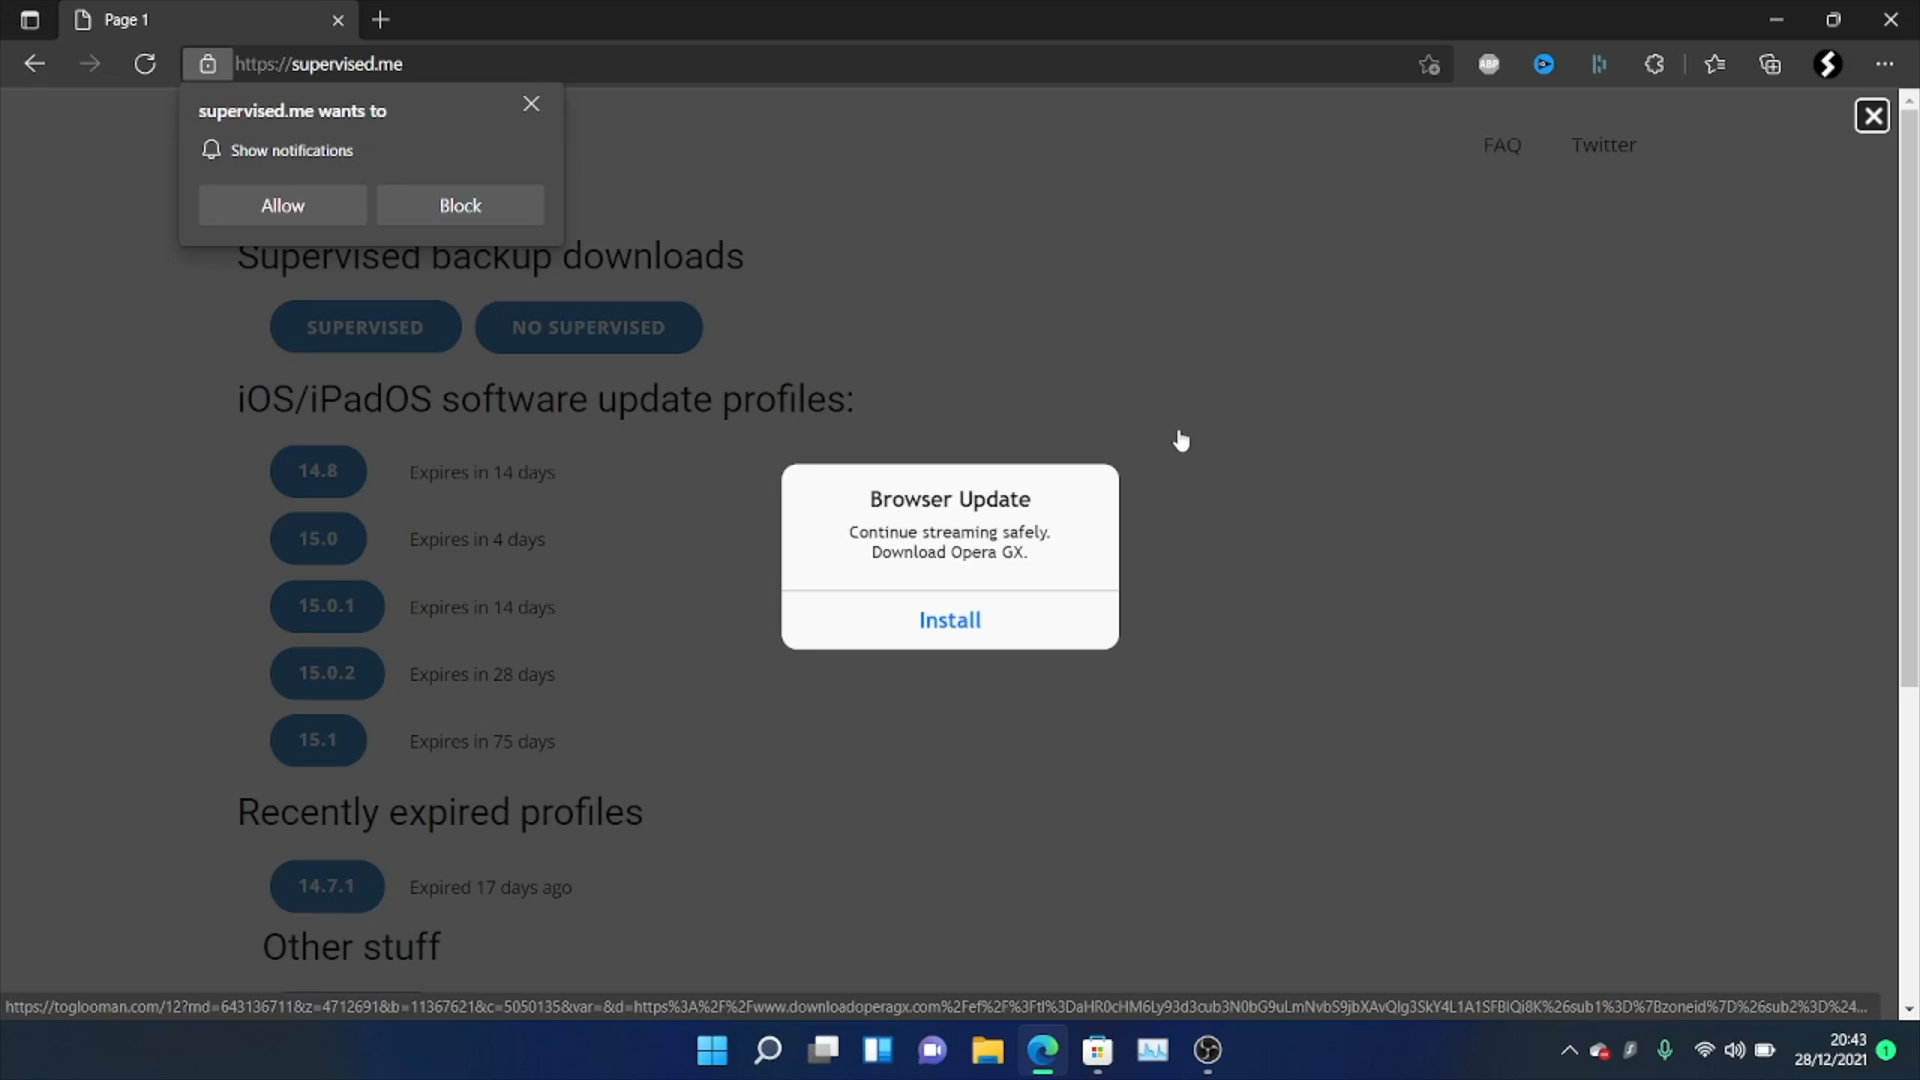 Page 1
https://supervised.me
ABP
supervised.me wants to
Show notifications
Allow
Block
FAQ
Twitter
Supervised backup downloads
SUPERVISED
NO SUPERVISED
iOS/iPadOS software update profiles:
14.8 Expires in 14 days
15.0 Expires in 4 days
15.0.1 Expires in 14 days
15.0.2 Expires in 28 days
15.1 Expires in 75 days
Browser Update
Continue streaming safely.
Download Opera GX.
Install
Recently expired profiles
14.7.1 Expired 17 days ago
Other stuff
20:43
28/12/2021
1